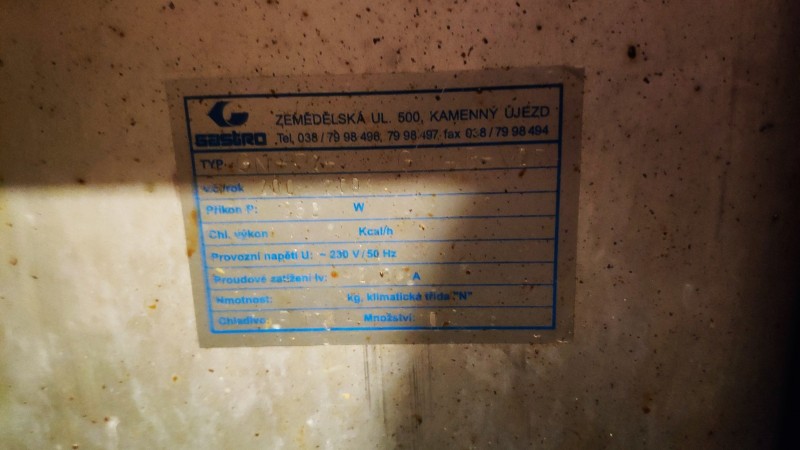 Gastro
ZEMĚDĚLSKÁ UL. 500, KAMENNÝ ÚJEZD
Tel. 038 / 79 98 496, 79 98 497, fax 038 / 79 98 494
TYP
v.č./rok
Příkon P: W
Chl. výkon: Kcal/h
Provozní napětí U: ~ 230 V / 50 Hz
Proudové zatížení Iv: A
Hmotnost: kg, klimatická třída "N"
Chladivo: Množství: